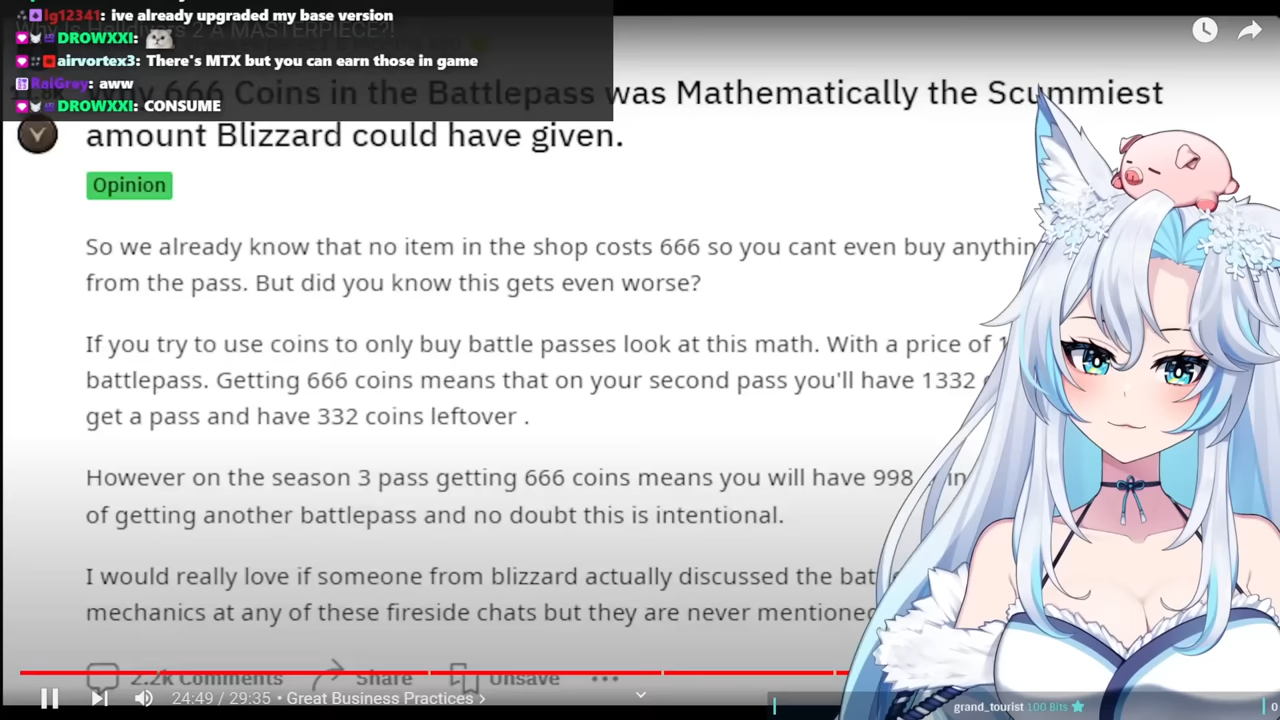 lg12341: ive already upgraded my base version
Why Is Helldivers 2 A MASTERPIECE?!
DROWXXI:
airvortex3: There's MTX but you can earn those in game
RalGrey: aww
DROWXXI: CONSUME
Why 666 Coins in the Battlepass was Mathematically the Scummiest
amount Blizzard could have given.
Opinion
So we already know that no item in the shop costs 666 so you cant even buy
from the pass. But did you know this gets even worse?
If you try to use coins to only buy battle passes look at this math. With a price of
battlepass. Getting 666 coins means that on your second pass you'll have 1332
get a pass and have 332 coins leftover .
However on the season 3 pass getting 666 coins means you will have 998
of getting another battlepass and no doubt this is intentional.
I would really love if someone from blizzard actually discussed the
mechanics at any of these fireside chats but they are never mentioned
2.2k Comments Share Unsave ...
24:49 / 29:35 • Great Business Practices >
grand_tourist 100 Bits
0